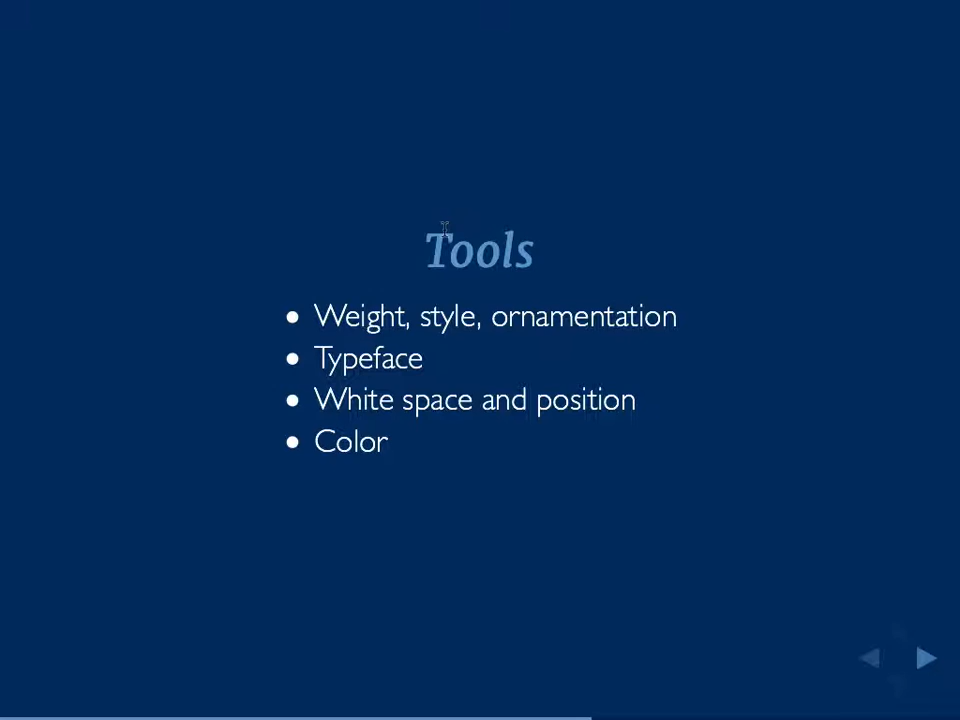 Tools
• Weight, style, ornamentation
• Typeface
• White space and position
• Color